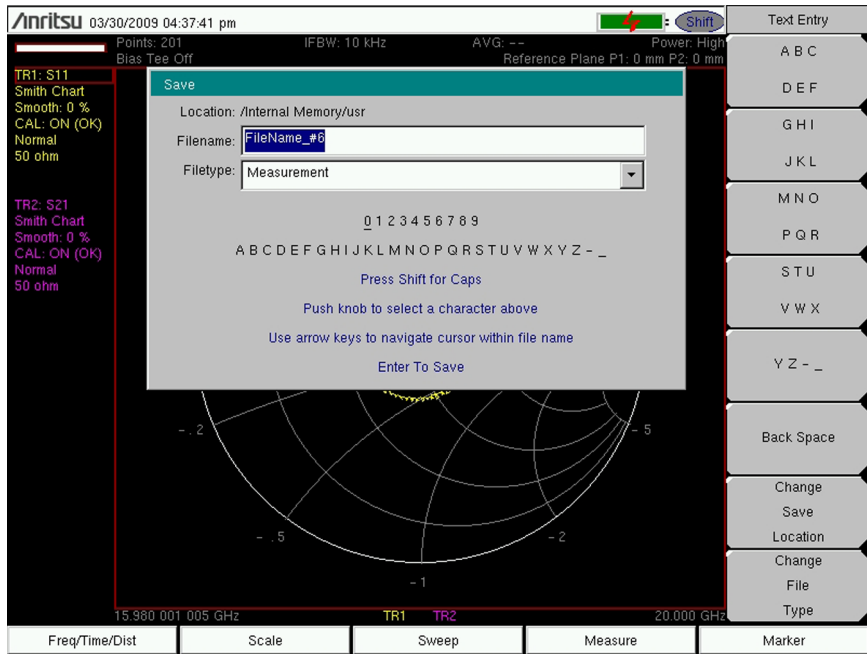 Anritsu 03/30/2009 04:37:41 pm
Shift
Text Entry
Points: 201 IFBW: 10 kHz AVG: -- Power: High
Bias Tee Off Reference Plane P1: 0 mm P2: 0 mm
TR1: S11
Smith Chart
Smooth: 0 %
CAL: ON (OK)
Normal
50 ohm
TR2: S21
Smith Chart
Smooth: 0 %
CAL: ON (OK)
Normal
50 ohm
Save
Location: /Internal Memory/usr
Filename: FileName_#6
Filetype: Measurement
0 1 2 3 4 5 6 7 8 9
A B C D E F G H I J K L M N O P Q R S T U V W X Y Z - _
Press Shift for Caps
Push knob to select a character above
Use arrow keys to navigate cursor within file name
Enter To Save
-.2
-5
-.5
-2
-1
15.980 001 005 GHz TR1 TR2 20.000 GHz
A B C
D E F
G H I
J K L
M N O
P Q R
S T U
V W X
Y Z - _
Back Space
Change
Save
Location
Change
File
Type
Freq/Time/Dist Scale Sweep Measure Marker